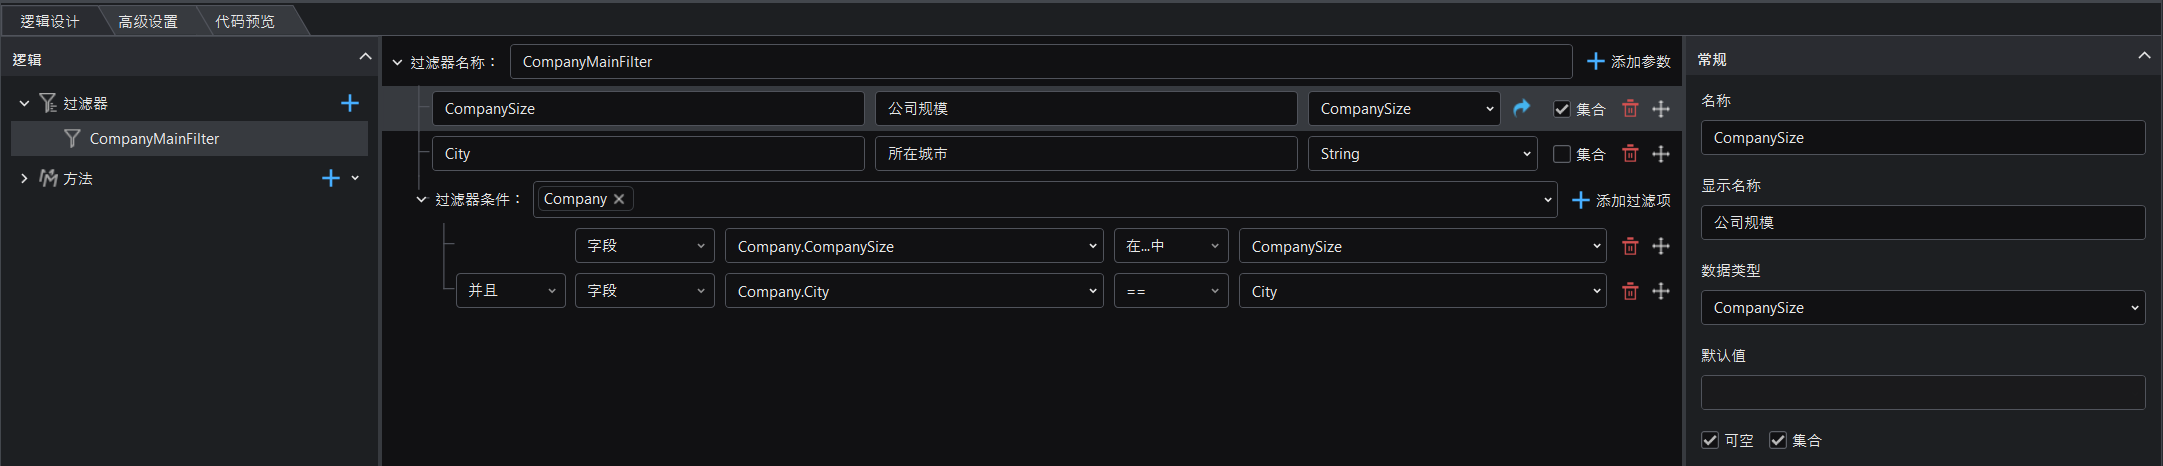 逻辑设计 高级设置 代码预览
逻辑
过滤器
CompanyMainFilter
方法
过滤器名称： CompanyMainFilter 添加参数
CompanySize 公司规模 CompanySize 集合
City 所在城市 String 集合
过滤器条件： Company 添加过滤项
字段 Company.CompanySize 在...中 CompanySize
并且 字段 Company.City == City
常规
名称
CompanySize
显示名称
公司规模
数据类型
CompanySize
默认值
可空 集合